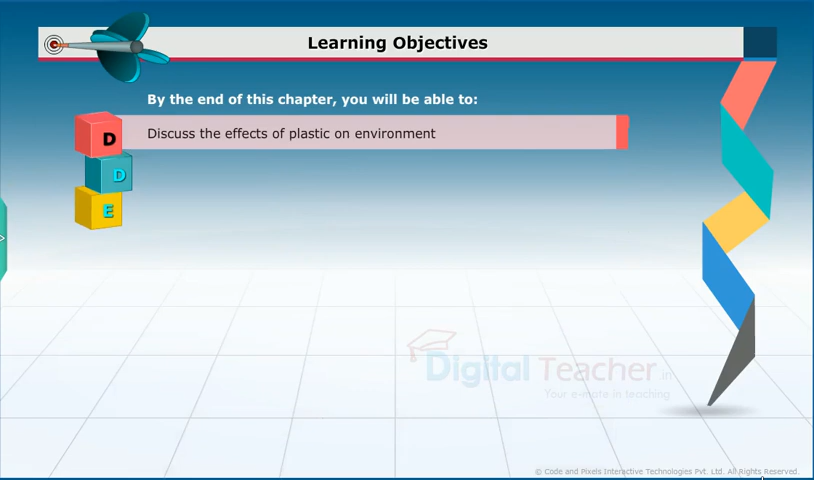 Learning Objectives
By the end of this chapter, you will be able to:
D
Discuss the effects of plastic on environment
D
E
Digital Teacher.in
Your e-mate in teaching
© Code and Pixels Interactive Technologies Pvt. Ltd. All Rights Reserved.